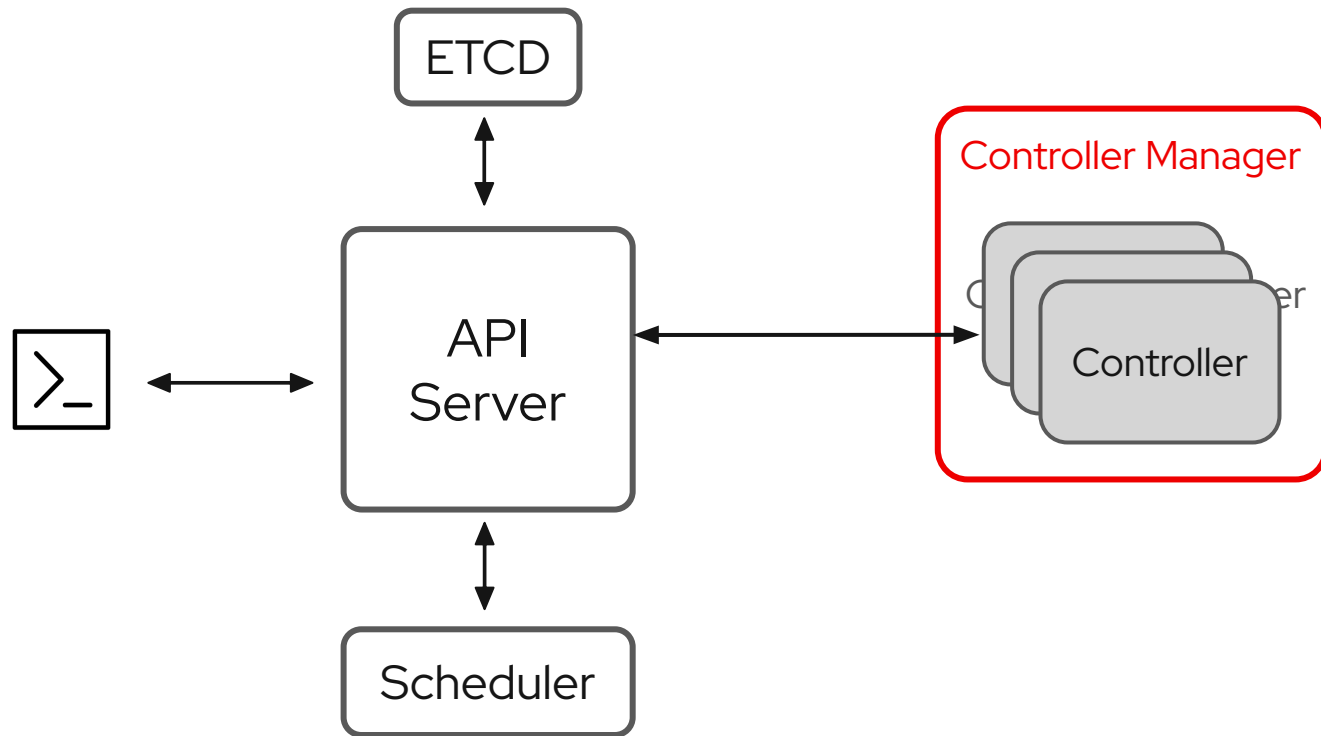 ETCD
Controller Manager
API
Server
Controller
Scheduler